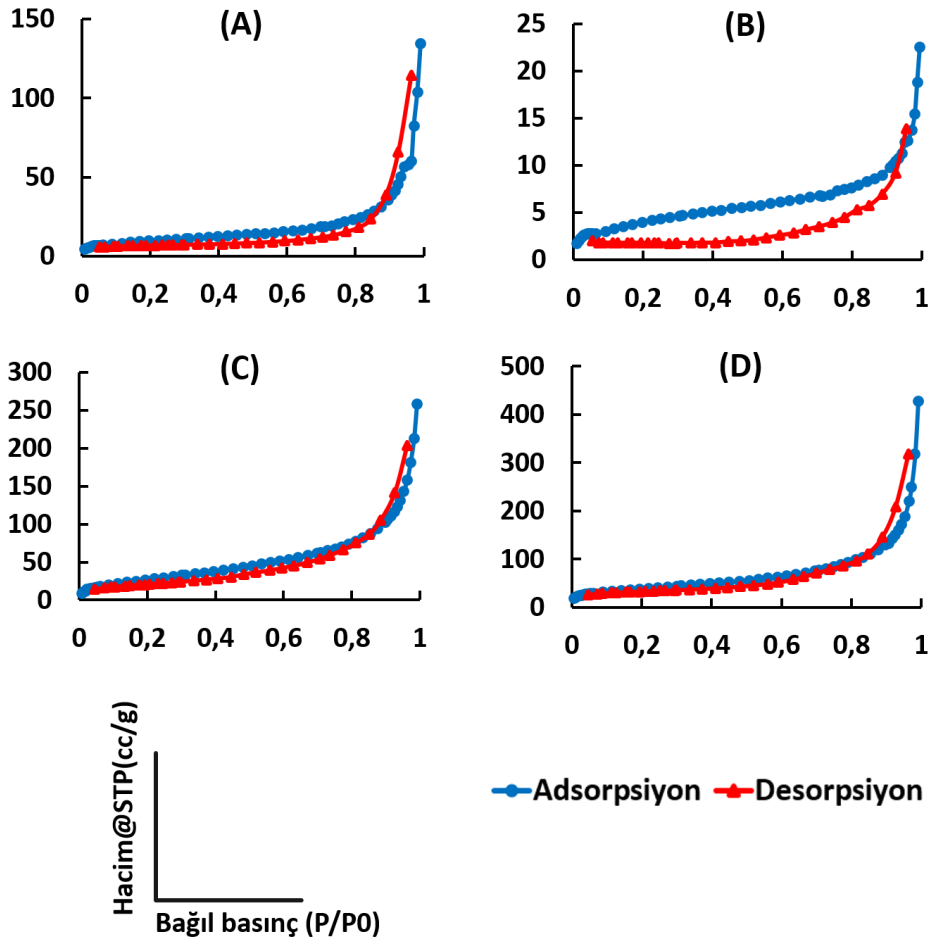 (A)
150
100
50
0
0 0,2 0,4 0,6 0,8 1
(B)
25
20
15
10
5
0
0 0,2 0,4 0,6 0,8 1
(C)
300
250
200
150
100
50
0
0 0,2 0,4 0,6 0,8 1
(D)
500
400
300
200
100
0
0 0,2 0,4 0,6 0,8 1
Hacim@STP(cc/g)
Bağıl basınç (P/P0)
Adsorpsiyon Desorpsiyon